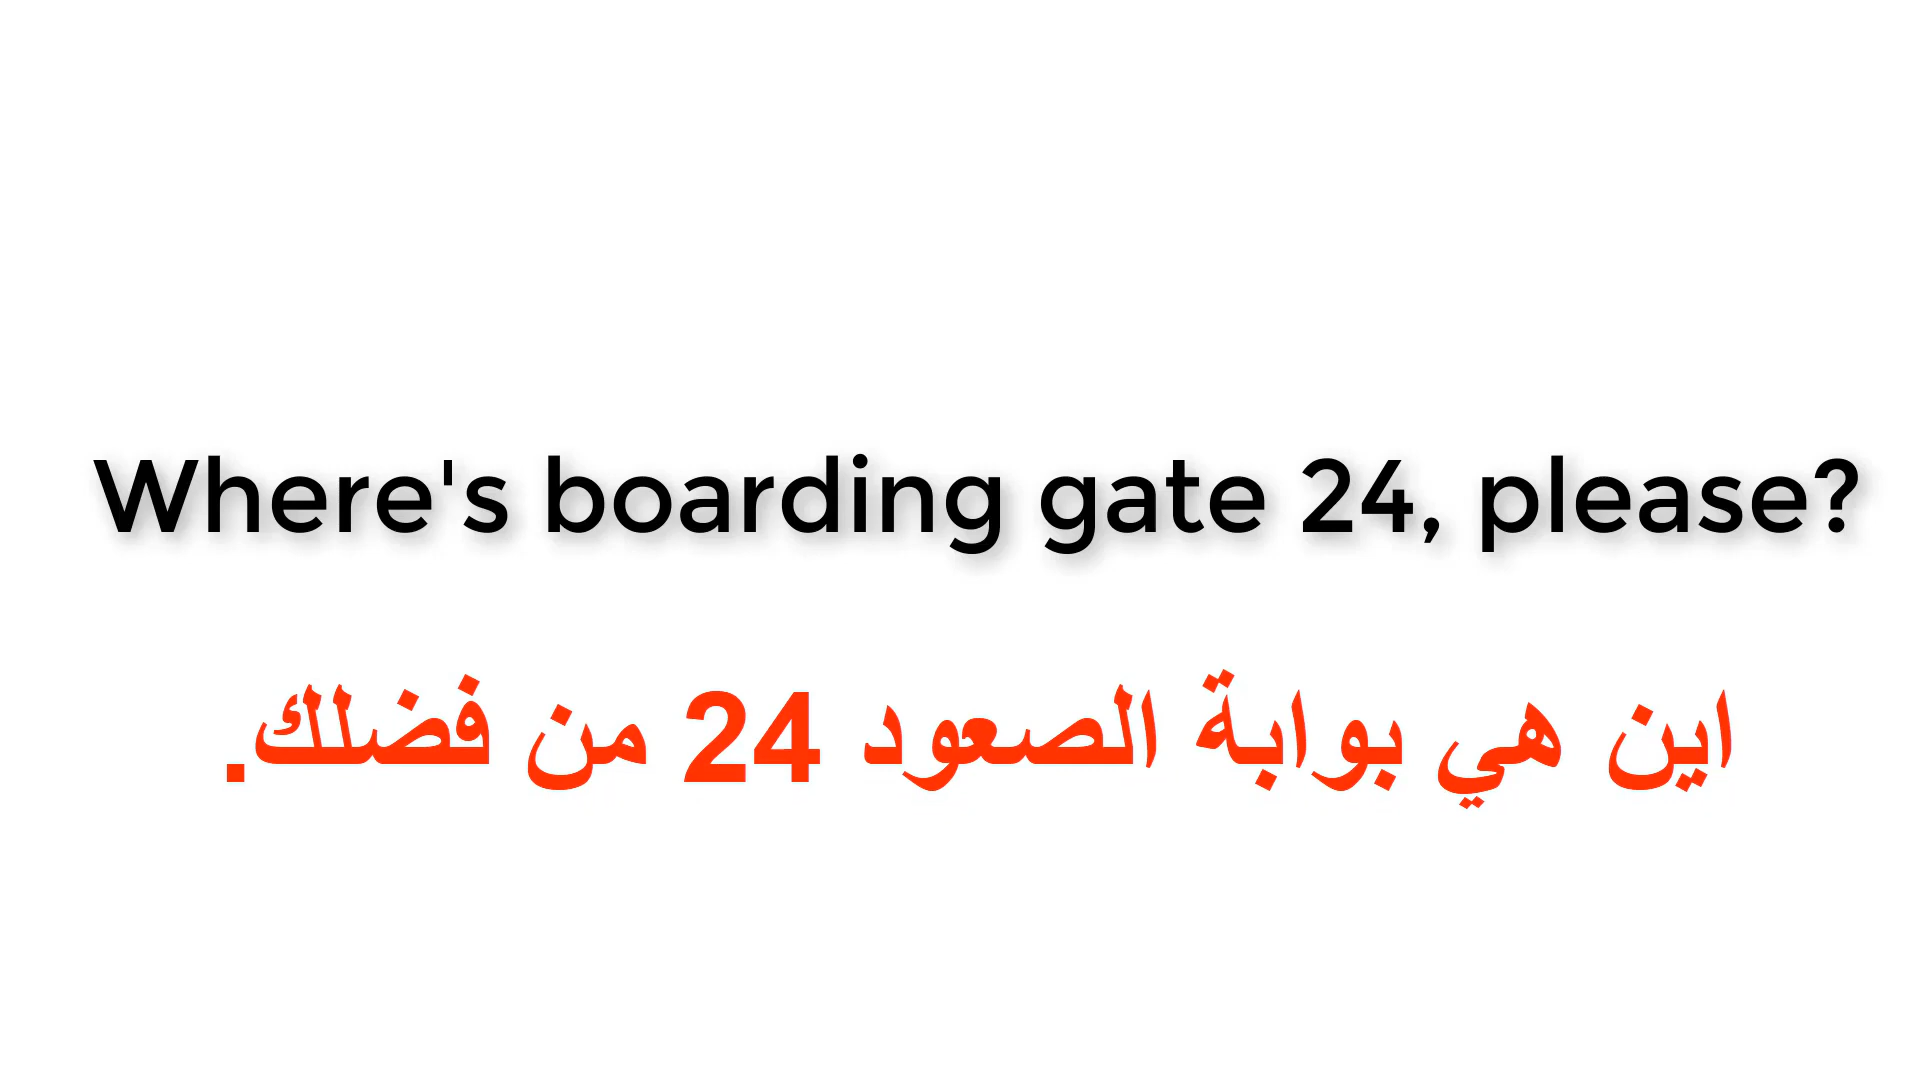 Where's boarding gate 24, please?
اين هي بوابة الصعود 24 من فضلك.